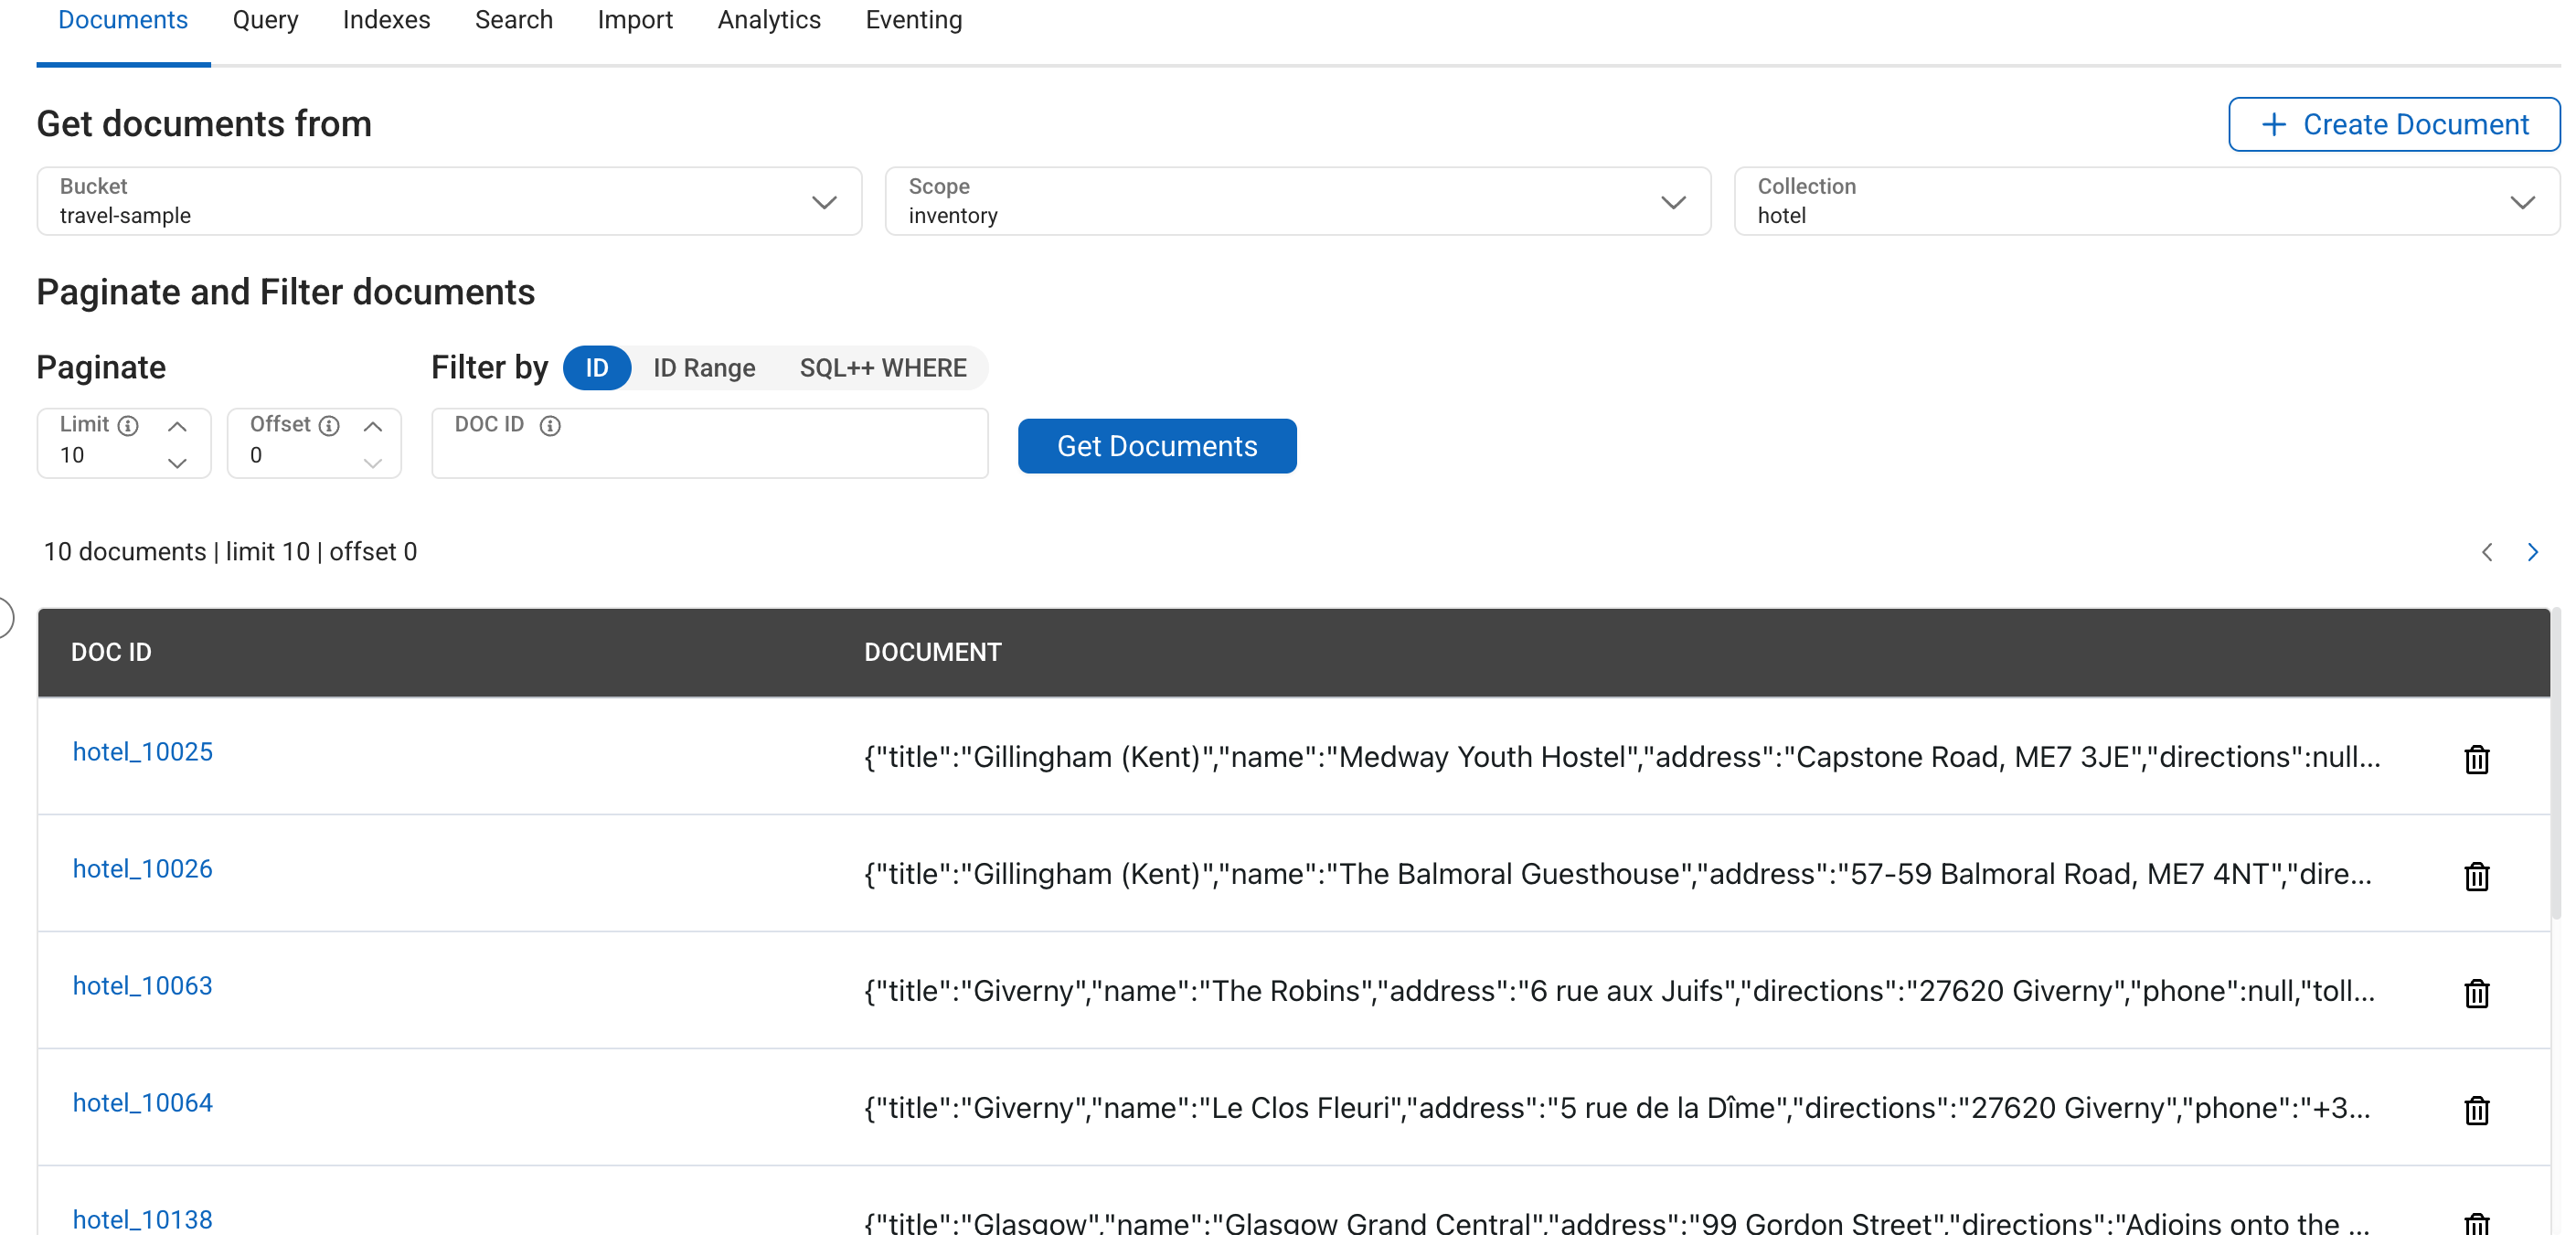 Documents Query Indexes Search Import Analytics Eventing
Get documents from
+ Create Document
Bucket
travel-sample
Scope
inventory
Collection
hotel
Paginate and Filter documents
Paginate
Filter by ID ID Range SQL++ WHERE
Limit
10
Offset
0
DOC ID
Get Documents
10 documents | limit 10 | offset 0
DOC ID DOCUMENT
hotel_10025 {"title":"Gillingham (Kent)","name":"Medway Youth Hostel","address":"Capstone Road, ME7 3JE","directions":null...
hotel_10026 {"title":"Gillingham (Kent)","name":"The Balmoral Guesthouse","address":"57-59 Balmoral Road, ME7 4NT","dire...
hotel_10063 {"title":"Giverny","name":"The Robins","address":"6 rue aux Juifs","directions":"27620 Giverny","phone":null,"toll...
hotel_10064 {"title":"Giverny","name":"Le Clos Fleuri","address":"5 rue de la Dîme","directions":"27620 Giverny","phone":"+3...
hotel_10138 {"title":"Glasgow","name":"Glasgow Grand Central","address":"99 Gordon Street","directions":"Adjoins onto the ...